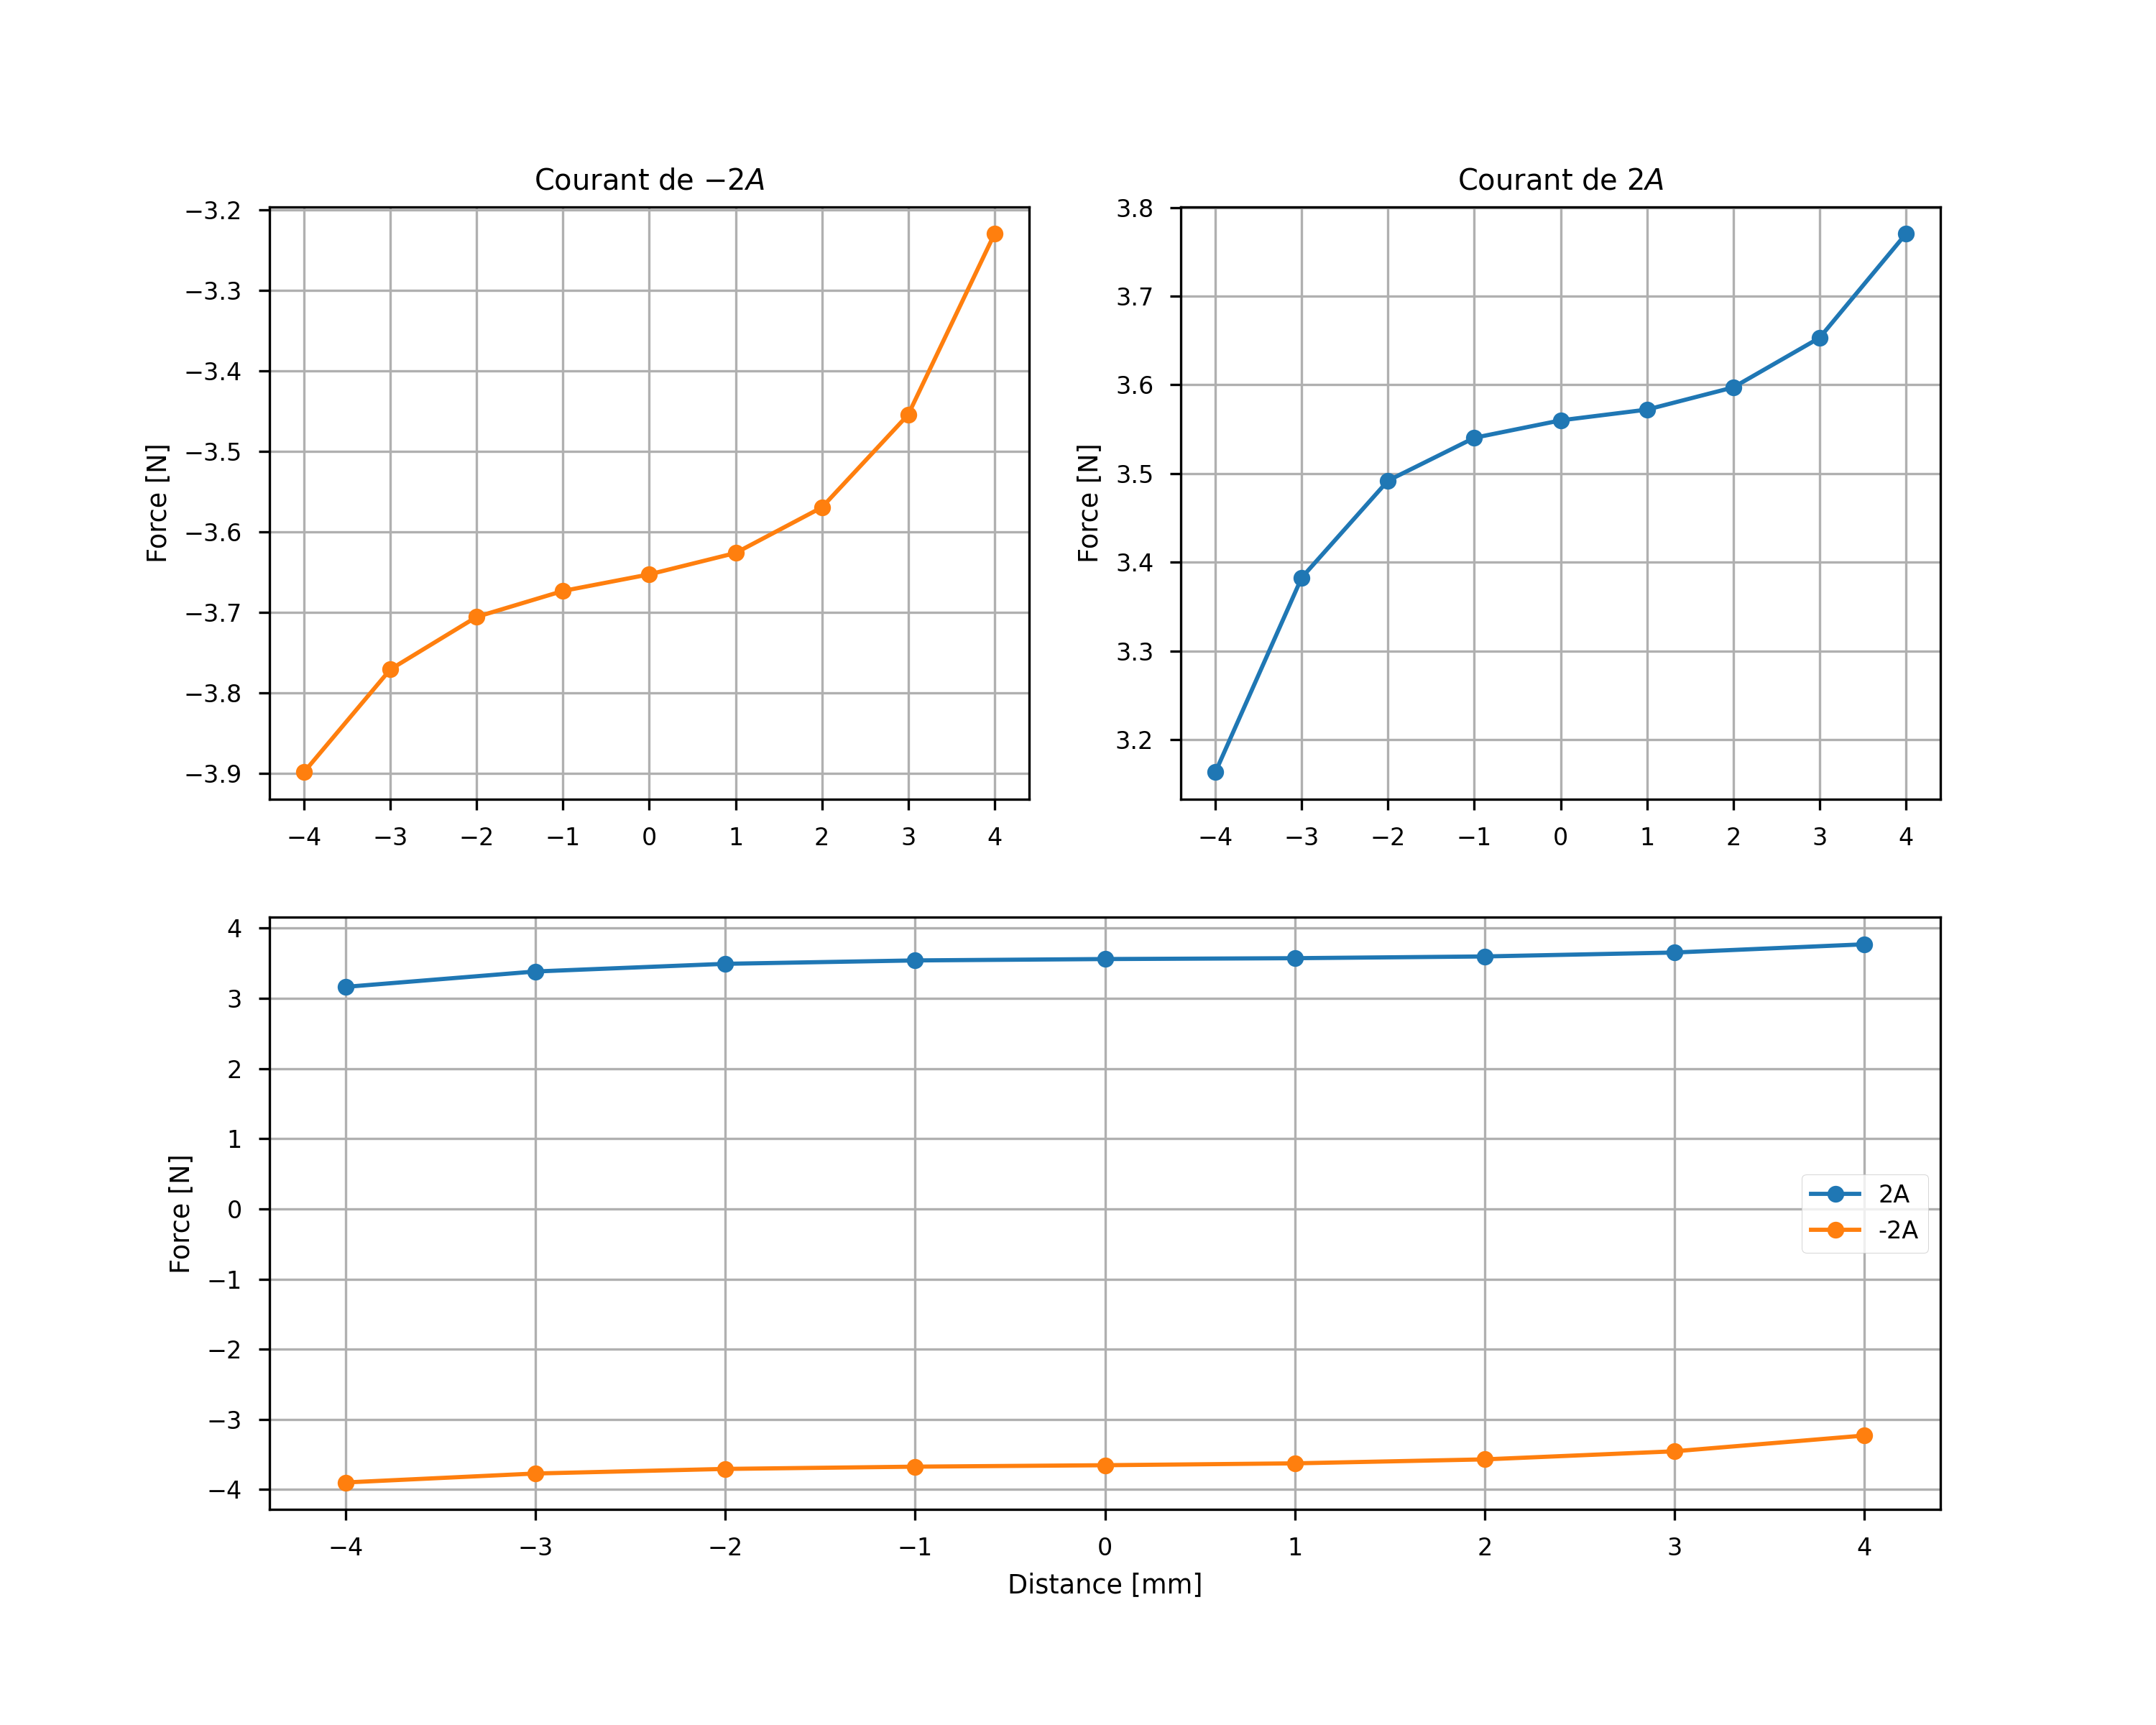 Courant de −2A
−3.2
−3.3
−3.4
−3.5
−3.6
−3.7
−3.8
−3.9
Force [N]
−4 −3 −2 −1 0 1 2 3 4
Courant de 2A
3.8
3.7
3.6
3.5
3.4
3.3
3.2
Force [N]
−4 −3 −2 −1 0 1 2 3 4
4
3
2
1
0
−1
−2
−3
−4
Force [N]
2A
-2A
−4 −3 −2 −1 0 1 2 3 4
Distance [mm]